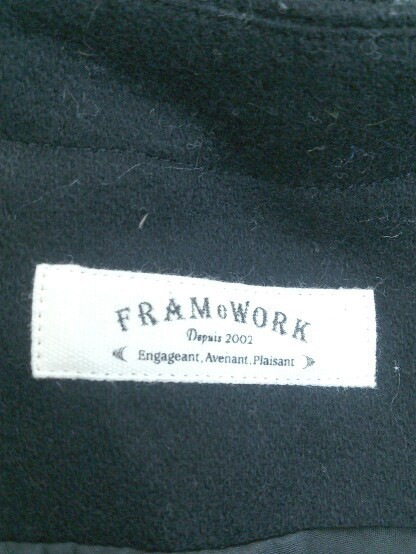 FRAMeWORK
Depuis 2002
Engageant, Avenant, Plaisant